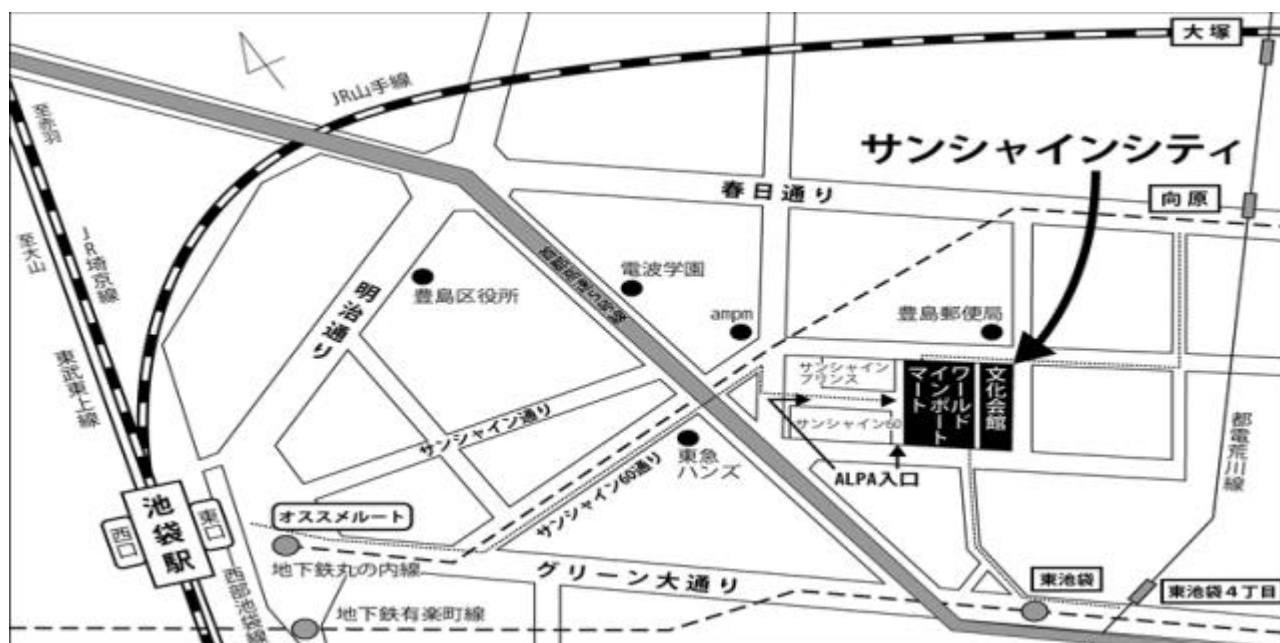 大塚
JR山手線
至赤羽
サンシャインシティ
春日通り
向原
至大山
JR埼京線
明治通り
豊島区役所
電波学園
ampm
豊島郵便局
東武東上線
サンシャイン通り
サンシャイン
プリンス
サンシャイン60
ワールド
インポート
マート
文化会館
都電荒川線
東急
ハンズ
サンシャイン60通り
ALPA入口
池袋駅
西口
東口
オススメルート
地下鉄丸の内線
グリーン大通り
東池袋
東池袋4丁目
西部池袋線
地下鉄有楽町線